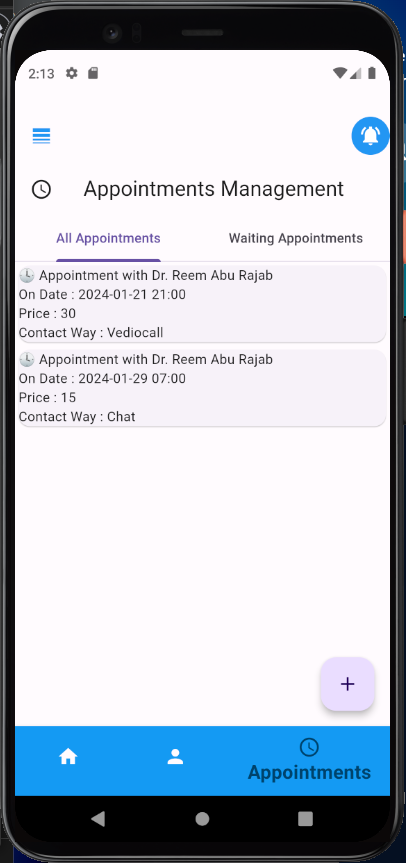 2:13
Appointments Management
All Appointments
Waiting Appointments
🕓 Appointment with Dr. Reem Abu Rajab
On Date : 2024-01-21 21:00
Price : 30
Contact Way : Vediocall
🕓 Appointment with Dr. Reem Abu Rajab
On Date : 2024-01-29 07:00
Price : 15
Contact Way : Chat
+
Appointments